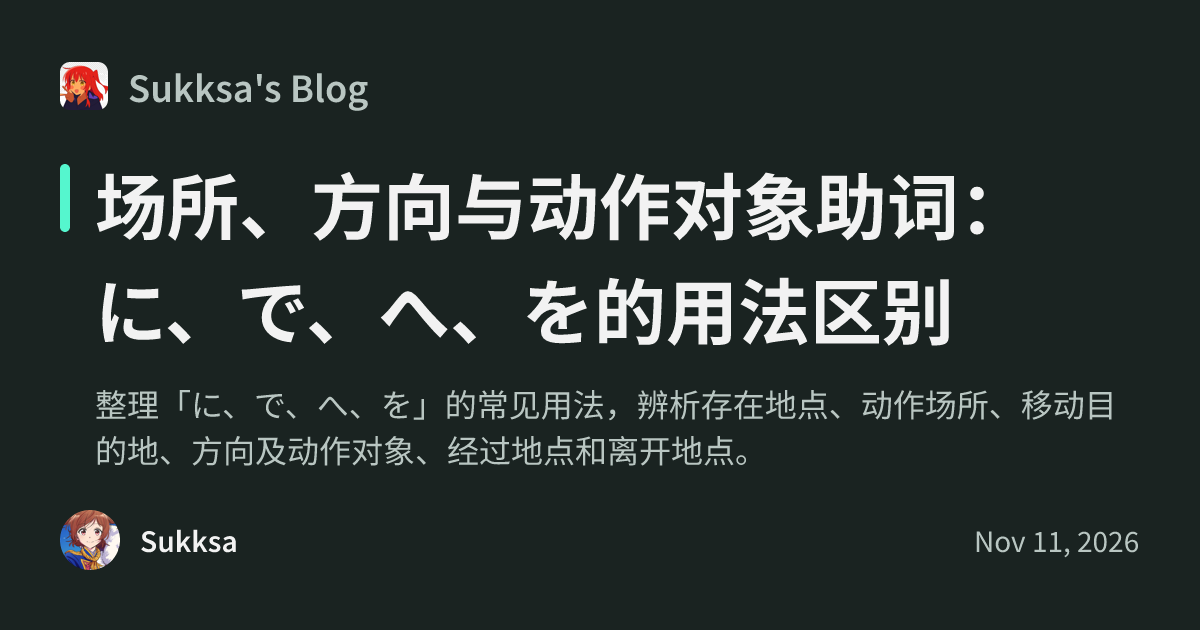 Sukksa's Blog
场所、方向与动作对象助词：
に、で、へ、を的用法区别
整理「に、で、へ、を」的常见用法，辨析存在地点、动作场所、移动目
的地、方向及动作对象、经过地点和离开地点。
Sukksa
Nov 11, 2026